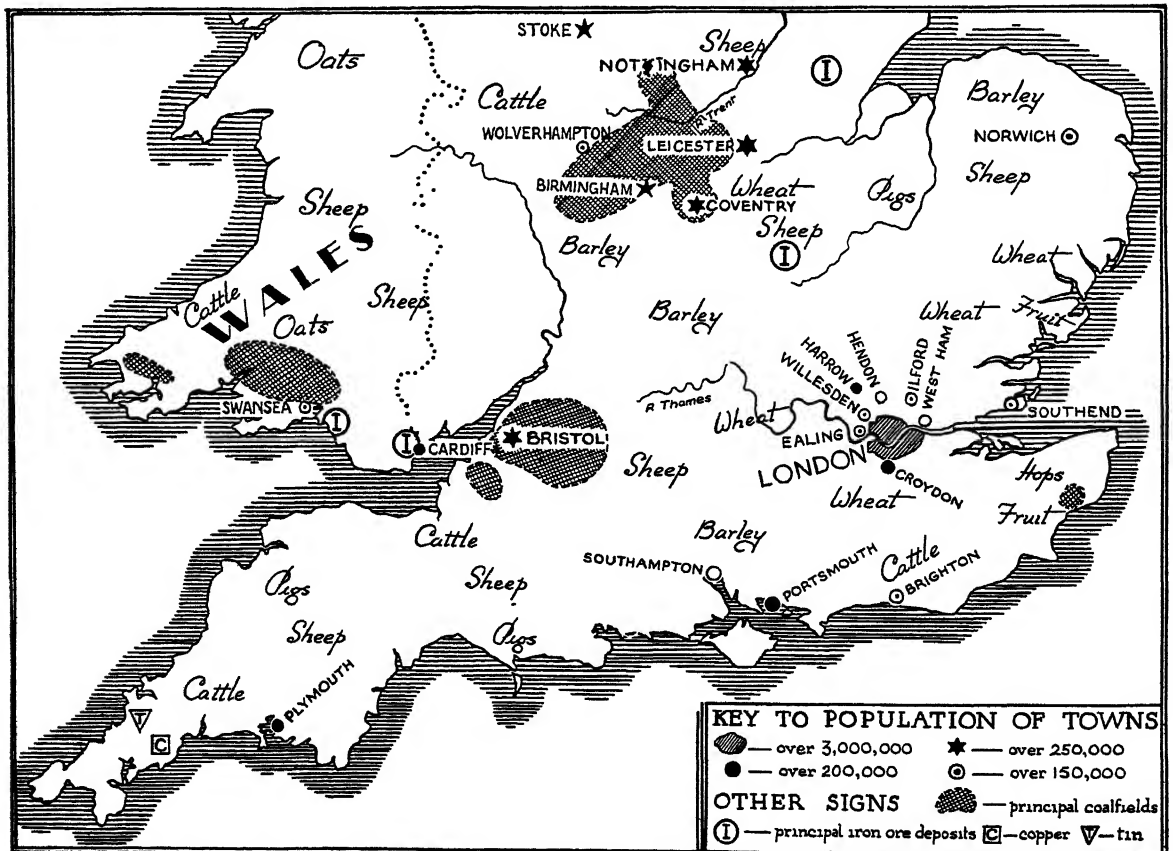 STOKE
Sheep
Oats
NOTTINGHAM
I
Cattle
Barley
R Trent
WOLVERHAMPTON
NORWICH
LEICESTER
Sheep
BIRMINGHAM
Wheat
Pigs
COVENTRY
Sheep
Sheep
Barley
I
Wheat
WALES
Cattle
Sheep
Oats
Barley
Wheat
Fruit
HARROW
HENDON
ILFORD
WEST HAM
WILLESDEN
R Thames
SWANSEA
Wheat
SOUTHEND
I
I
CARDIFF
BRISTOL
EALING
LONDON
Sheep
CROYDON
Hops
Wheat
Fruit
Cattle
Barley
SOUTHAMPTON
PORTSMOUTH
Cattle
BRIGHTON
Pigs
Sheep
Sheep
Pigs
Cattle
PLYMOUTH
T
C
KEY TO POPULATION OF TOWNS
— over 3,000,000 — over 250,000
— over 200,000 — over 150,000
OTHER SIGNS — principal coalfields
I — principal iron ore deposits C — copper T — tin